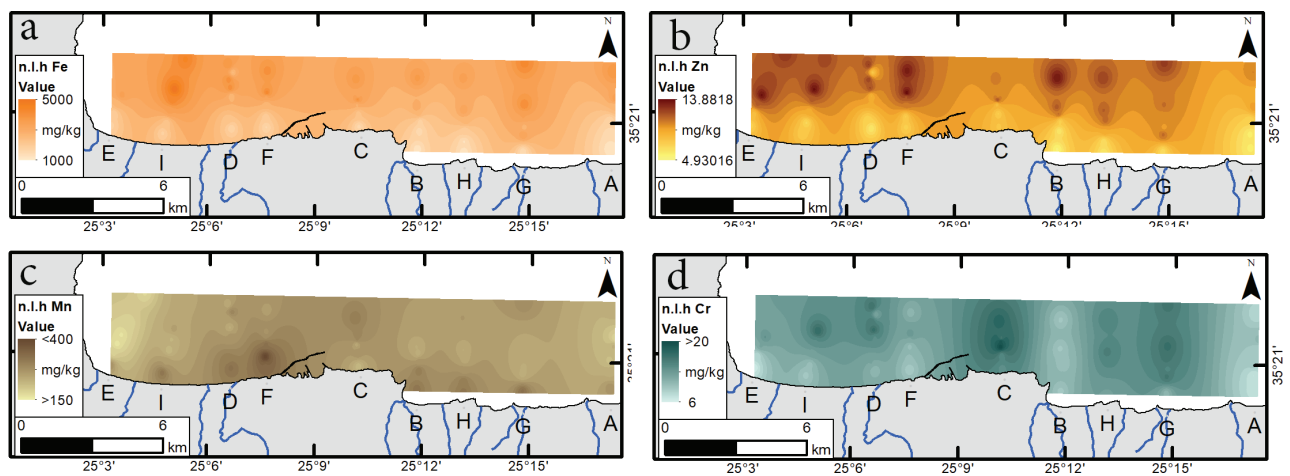 a
N
n.l.h Fe
Value
5000
mg/kg
1000
35°21'
E I D F C B H G A
0 6
km
25°3' 25°6' 25°9' 25°12' 25°15'
b
N
n.l.h Zn
Value
13.8818
mg/kg
4.93016
35°21'
E I D F C B H G A
0 6
km
25°3' 25°6' 25°9' 25°12' 25°15'
c
N
n.l.h Mn
Value
<400
mg/kg
>150
E I D F C B H G A
0 6
km
25°3' 25°6' 25°9' 25°12' 25°15'
d
N
n.l.h Cr
Value
>20
mg/kg
6
35°21'
E I D F C B H G A
0 6
km
25°3' 25°6' 25°9' 25°12' 25°15'